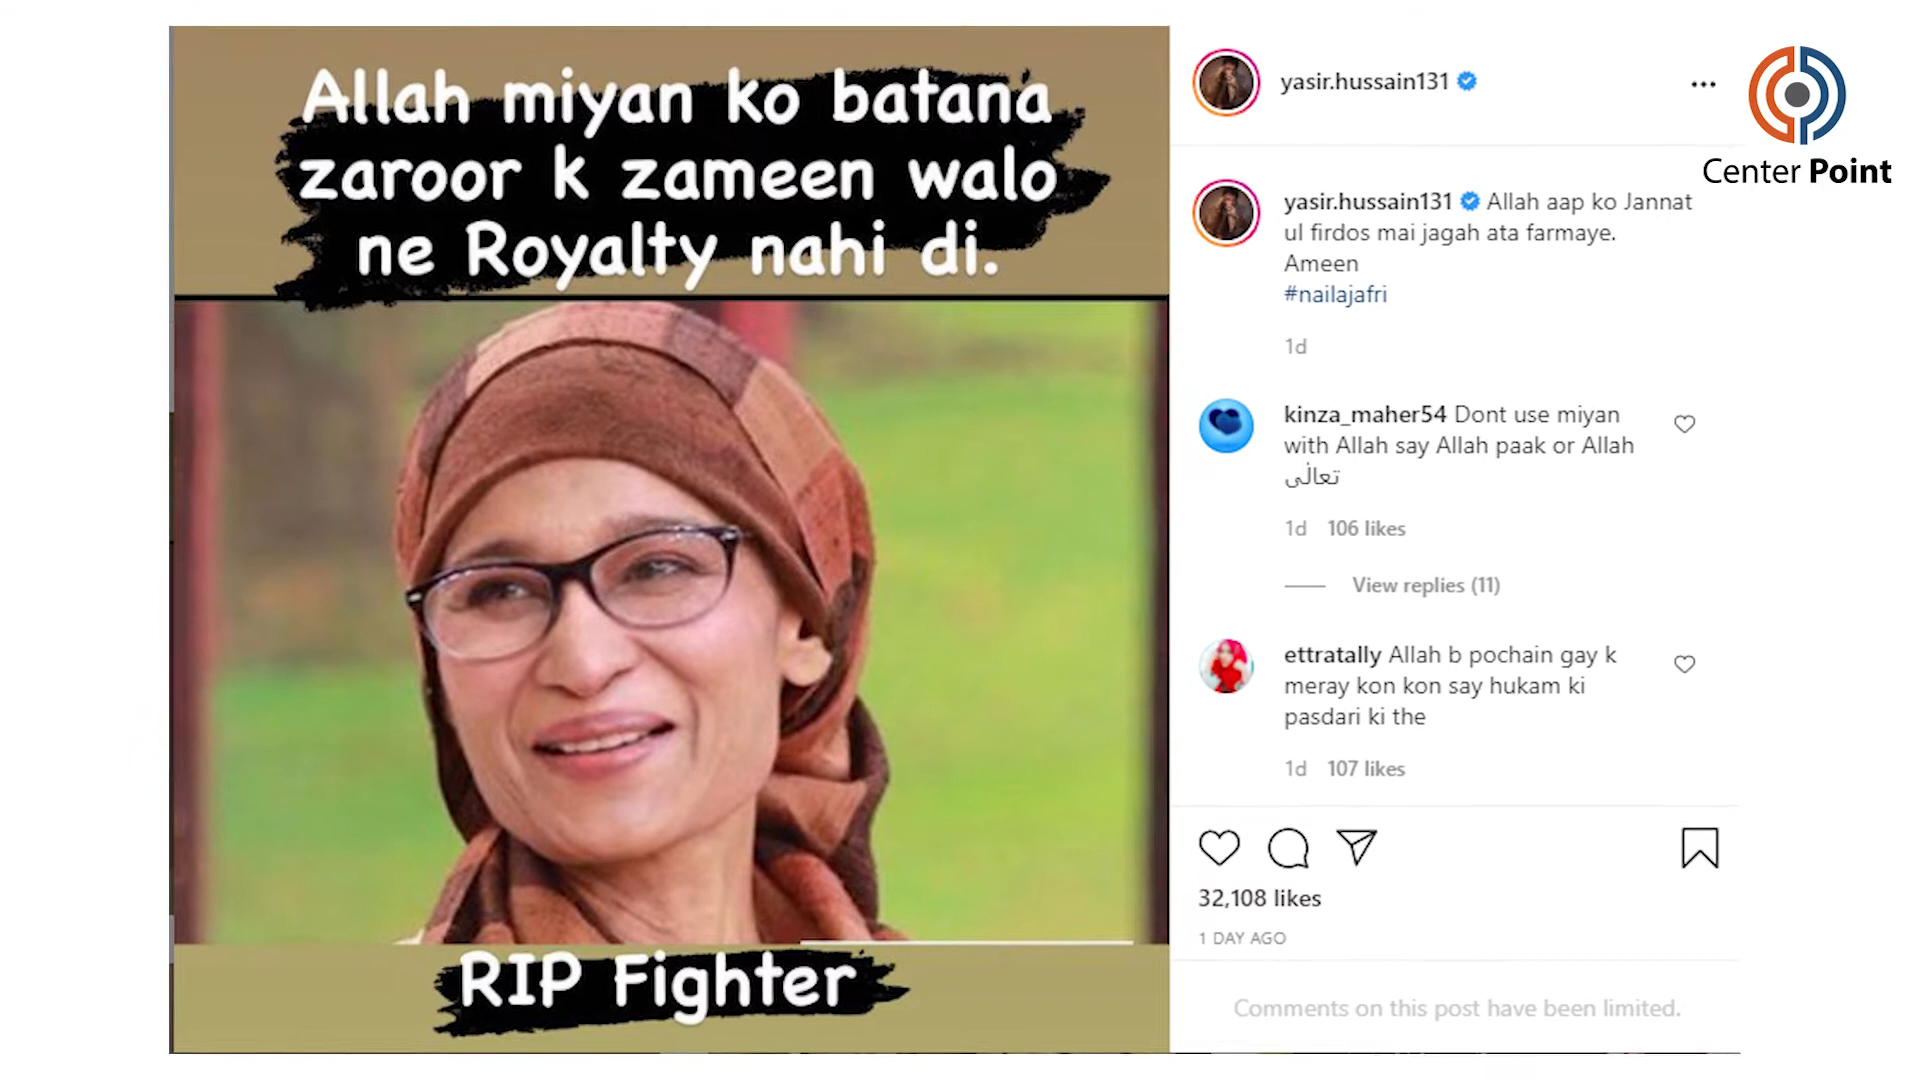 Allah miyan ko batana
zaroor k zameen walo
ne Royalty nahi di.
RIP Fighter
yasir.hussain131
Center Point
yasir.hussain131 Allah aap ko Jannat
ul firdos mai jagah ata farmaye.
Ameen
#nailajafri
1d
kinza_maher54 Dont use miyan
with Allah say Allah paak or Allah
تعالٰی
1d 106 likes
View replies (11)
ettratally Allah b pochain gay k
meray kon kon say hukam ki
pasdari ki the
1d 107 likes
32,108 likes
1 DAY AGO
Comments on this post have been limited.